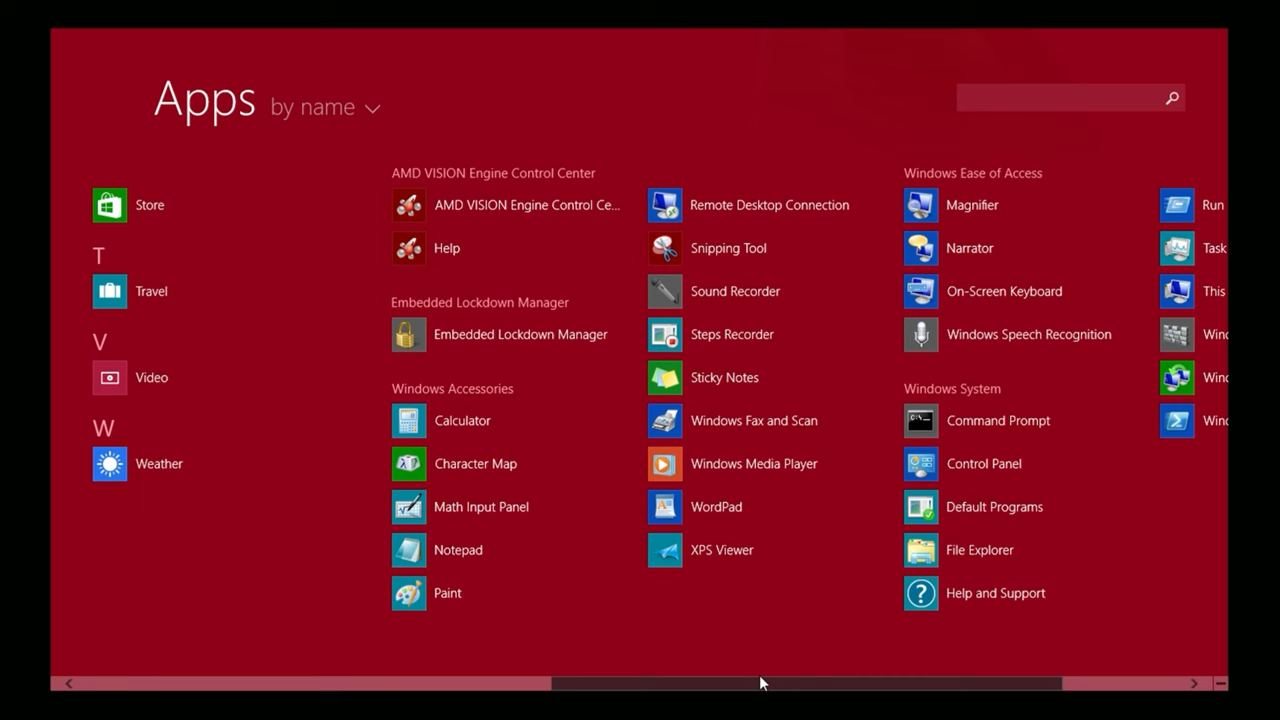 Apps by name
Store
T
Travel
V
Video
W
Weather
AMD VISION Engine Control Center
AMD VISION Engine Control Ce...
Help
Embedded Lockdown Manager
Embedded Lockdown Manager
Windows Accessories
Calculator
Character Map
Math Input Panel
Notepad
Paint
Remote Desktop Connection
Snipping Tool
Sound Recorder
Steps Recorder
Sticky Notes
Windows Fax and Scan
Windows Media Player
WordPad
XPS Viewer
Windows Ease of Access
Magnifier
Narrator
On-Screen Keyboard
Windows Speech Recognition
Windows System
Command Prompt
Control Panel
Default Programs
File Explorer
Help and Support
Run
Task
This